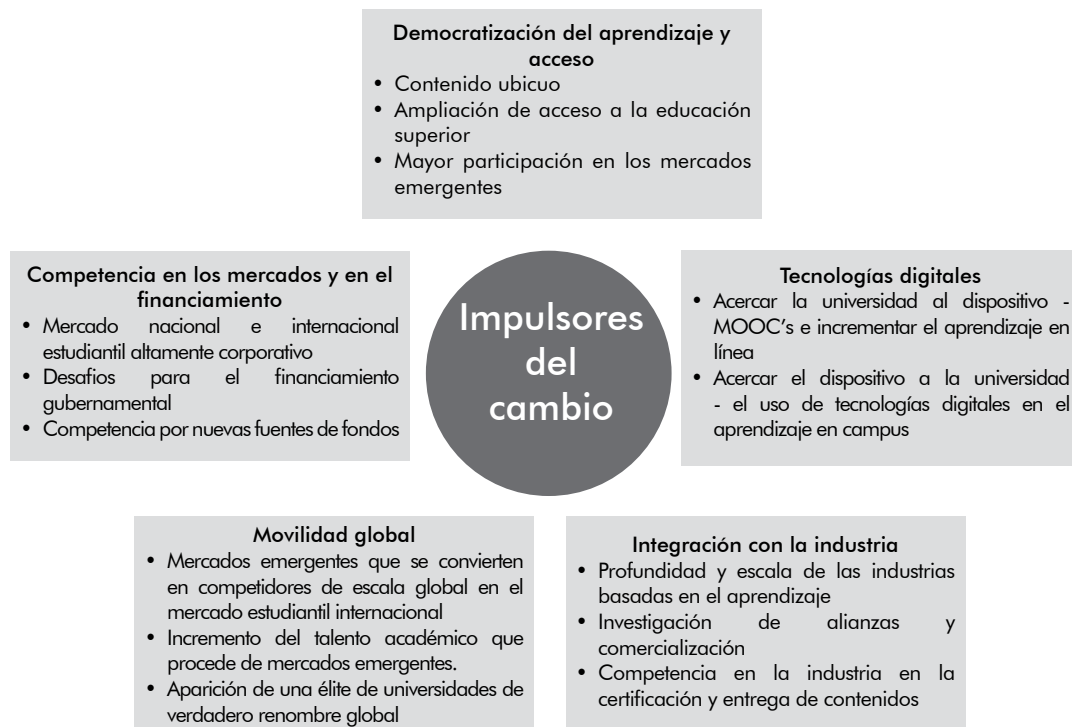 Democratización del aprendizaje y
acceso
• Contenido ubicuo
• Ampliación de acceso a la educación
superior
• Mayor participación en los mercados
emergentes
Competencia en los mercados y en el
financiamiento
• Mercado nacional e internacional
estudiantil altamente corporativo
• Desafios para el financiamiento
gubernamental
• Competencia por nuevas fuentes de fondos
Impulsores
del
cambio
Tecnologías digitales
• Acercar la universidad al dispositivo -
MOOC's e incrementar el aprendizaje en
línea
• Acercar el dispositivo a la universidad
- el uso de tecnologías digitales en el
aprendizaje en campus
Movilidad global
• Mercados emergentes que se convierten
en competidores de escala global en el
mercado estudiantil internacional
• Incremento del talento académico que
procede de mercados emergentes.
• Aparición de una élite de universidades de
verdadero renombre global
Integración con la industria
• Profundidad y escala de las industrias
basadas en el aprendizaje
• Investigación de alianzas y
comercialización
• Competencia en la industria en la
certificación y entrega de contenidos